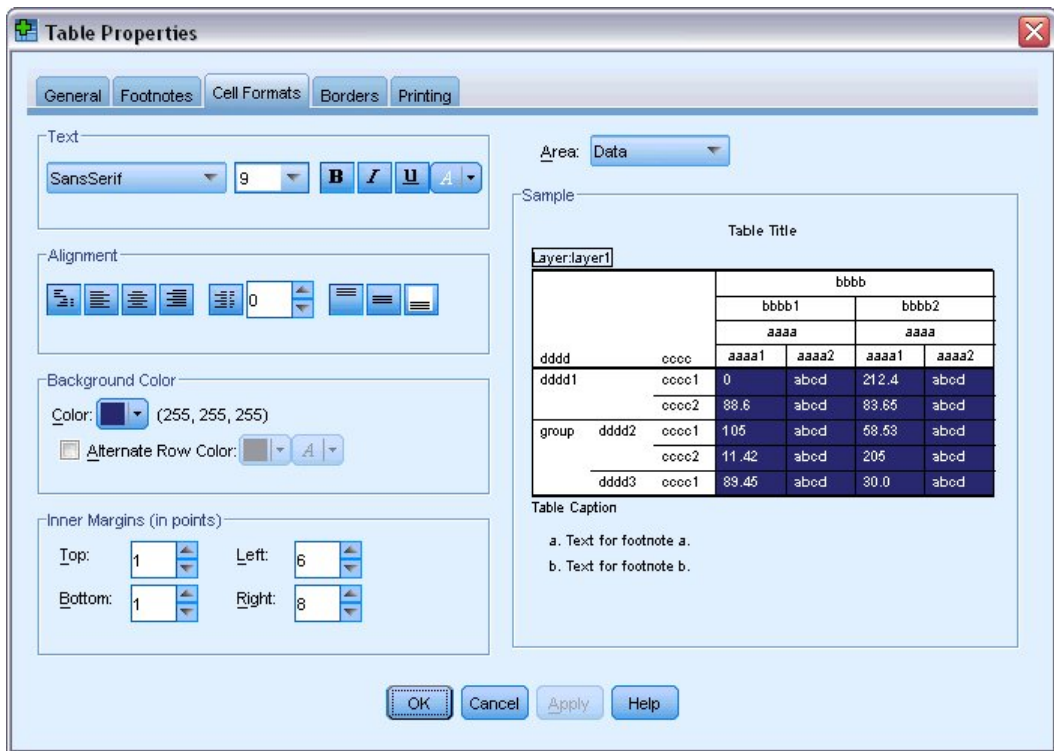 Table Properties
General Footnotes Cell Formats Borders Printing
Text
SansSerif 9 B I U A
Alignment
0
Background Color
Color: (255, 255, 255)
Alternate Row Color: A
Inner Margins (in points)
Top: 1 Left: 6
Bottom: 1 Right: 8
Area: Data
Sample
Table Title
Layer:layer1
bbbb
bbbb1 bbbb2
aaaa aaaa
dddd cccc aaaa1 aaaa2 aaaa1 aaaa2
dddd1 cccc1 0 abcd 212.4 abcd
cccc2 88.6 abcd 83.65 abcd
group dddd2 cccc1 105 abcd 58.53 abcd
cccc2 11.42 abcd 205 abcd
dddd3 cccc1 89.45 abcd 30.0 abcd
Table Caption
a. Text for footnote a.
b. Text for footnote b.
OK Cancel Apply Help